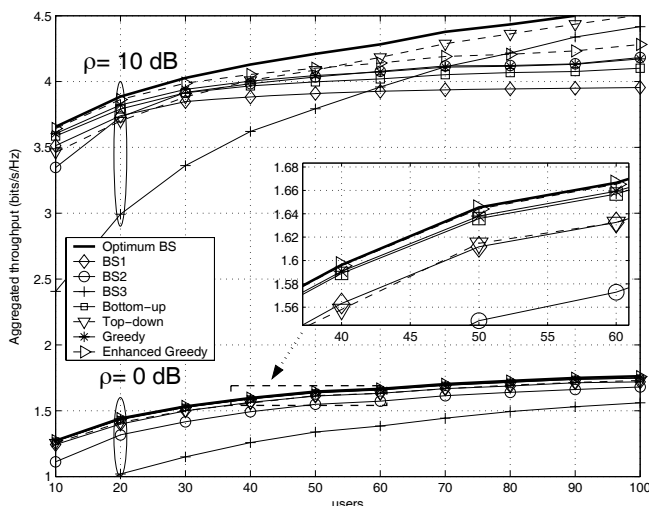 4.5
4
3.5
3
2.5
2
1.5
1
Aggregated throughput (bits/s/Hz)
ρ= 10 dB
Optimum BS
BS1
BS2
BS3
Bottom−up
Top−down
Greedy
Enhanced Greedy
1.68
1.66
1.64
1.62
1.6
1.58
1.56
40 50 60
ρ= 0 dB
10 20 30 40 50 60 70 80 90 100
users